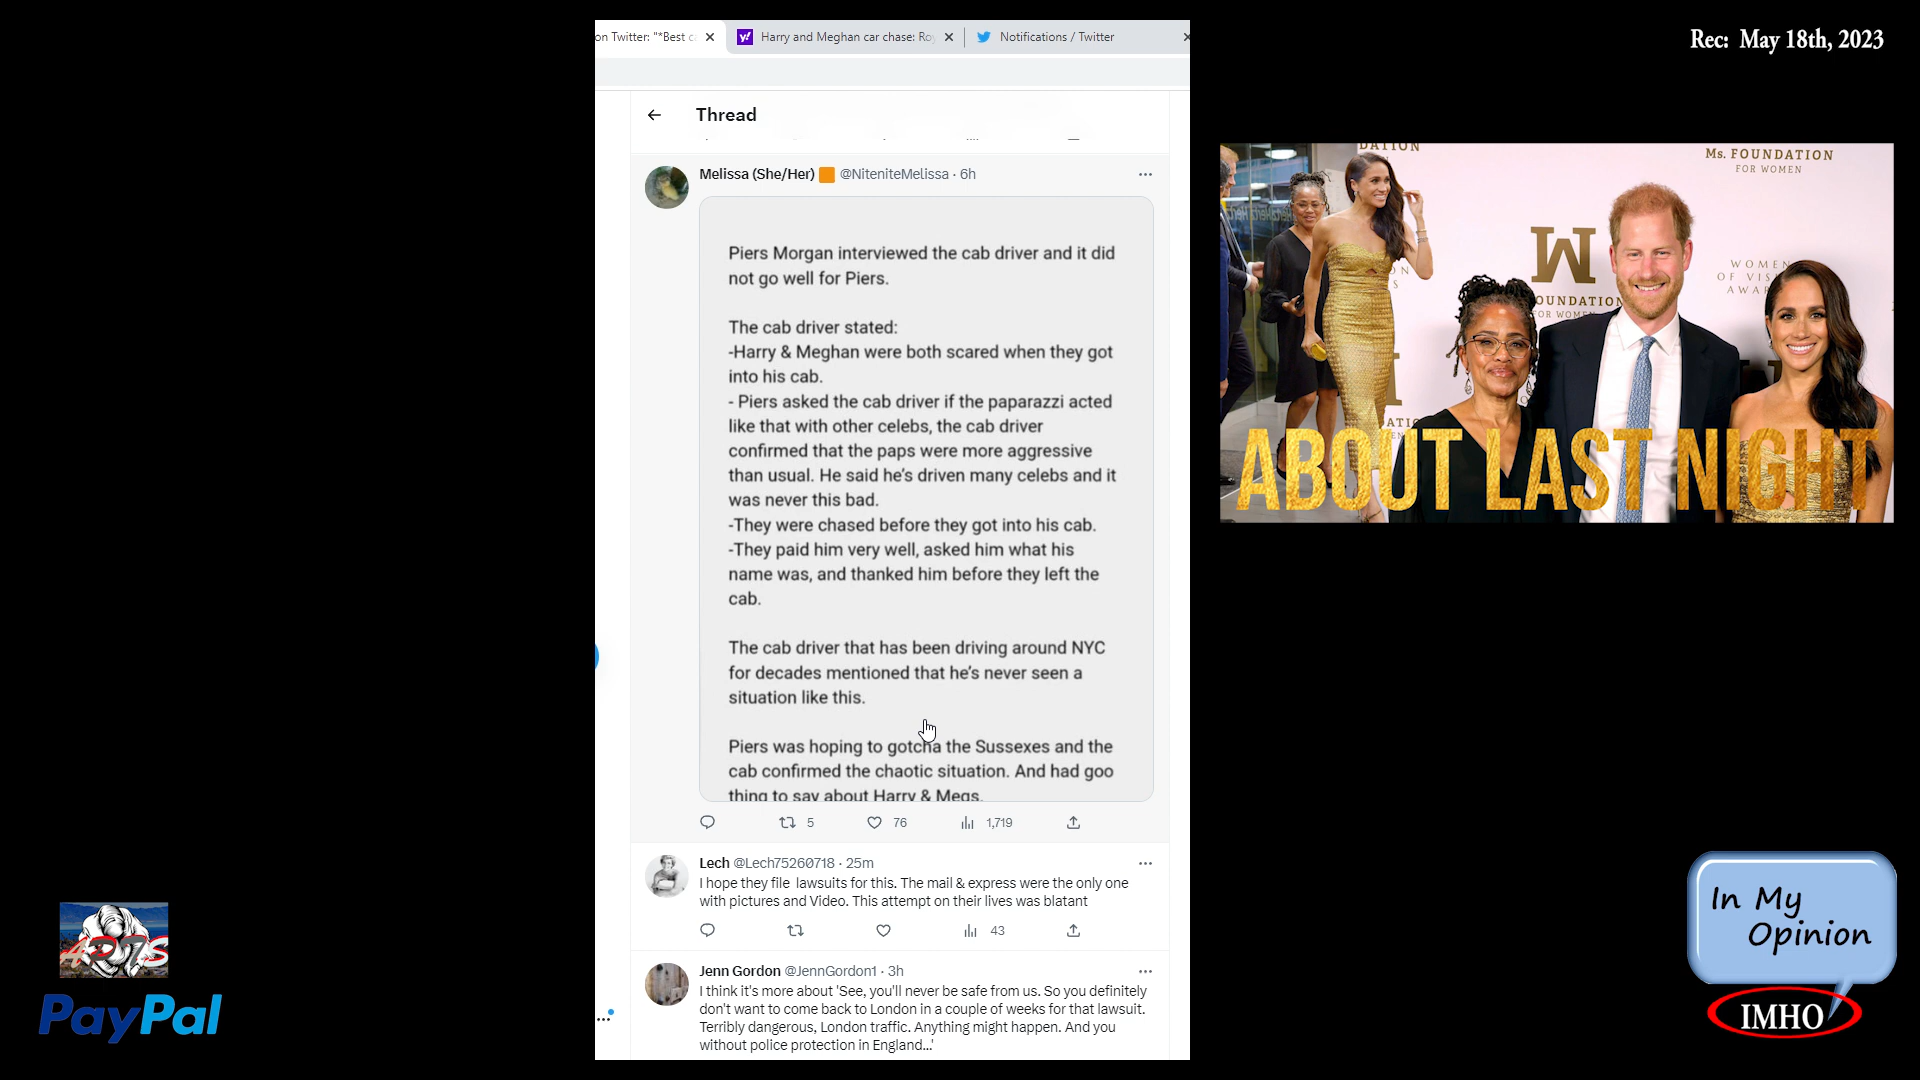 on Twitter: "*Best c
Harry and Meghan car chase: Ro
Notifications / Twitter
Rec: May 18th, 2023
Thread
Melissa (She/Her) @NiteniteMelissa · 6h
Piers Morgan interviewed the cab driver and it did
not go well for Piers.
The cab driver stated:
-Harry & Meghan were both scared when they got
into his cab.
- Piers asked the cab driver if the paparazzi acted
like that with other celebs, the cab driver
confirmed that the paps were more aggressive
than usual. He said he's driven many celebs and it
was never this bad.
-They were chased before they got into his cab.
-They paid him very well, asked him what his
name was, and thanked him before they left the
cab.
The cab driver that has been driving around NYC
for decades mentioned that he's never seen a
situation like this.
Piers was hoping to gotcha the Sussexes and the
cab confirmed the chaotic situation. And had goo
thing to say about Harry & Megs.
5 76 1,719
Lech @Lech75260718 · 25m
I hope they file lawsuits for this. The mail & express were the only one
with pictures and Video. This attempt on their lives was blatant
43
Jenn Gordon @JennGordon1 · 3h
I think it's more about 'See, you'll never be safe from us. So you definitely
don't want to come back to London in a couple of weeks for that lawsuit.
Terribly dangerous, London traffic. Anything might happen. And you
without police protection in England...'
DATION
Ms. FOUNDATION
FOR WOMEN
M
OUNDATION
FOR WOMEN
WOMEN
OF VIS
AWA
ABOUT LAST NIGHT
PayPal
In My
Opinion
IMHO